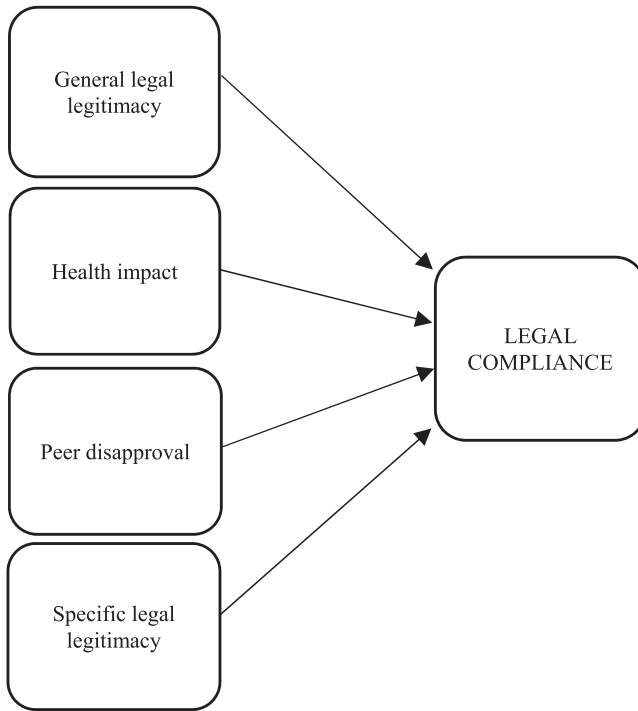 General legal
legitimacy
Health impact
Peer disapproval
Specific legal
legitimacy
LEGAL
COMPLIANCE